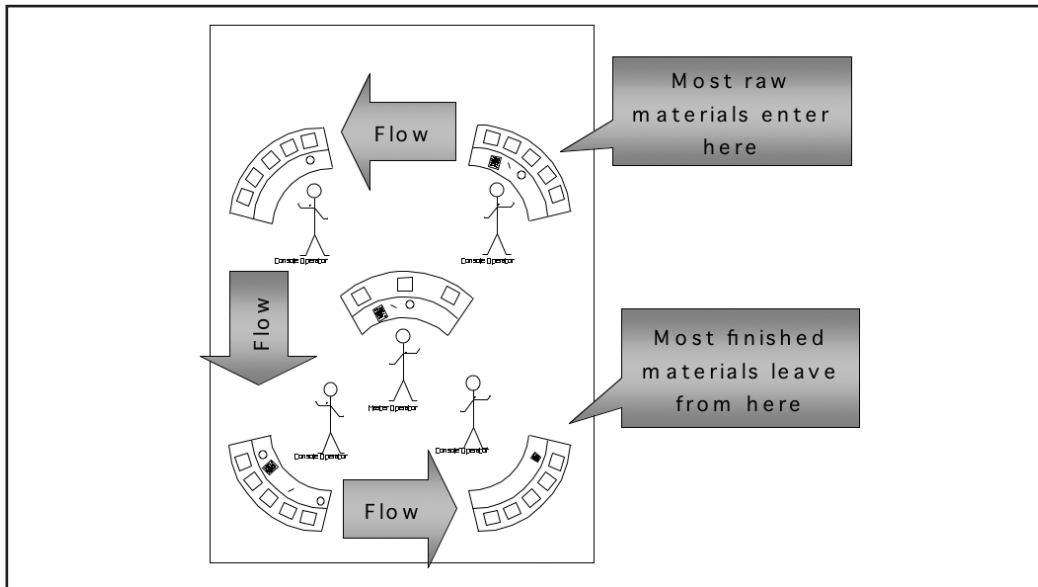 Most raw
materials enter
here
Flow
Console Operator
Console Operator
Flow
Most finished
materials leave
from here
Master Operator
Console Operator
Console Operator
Flow